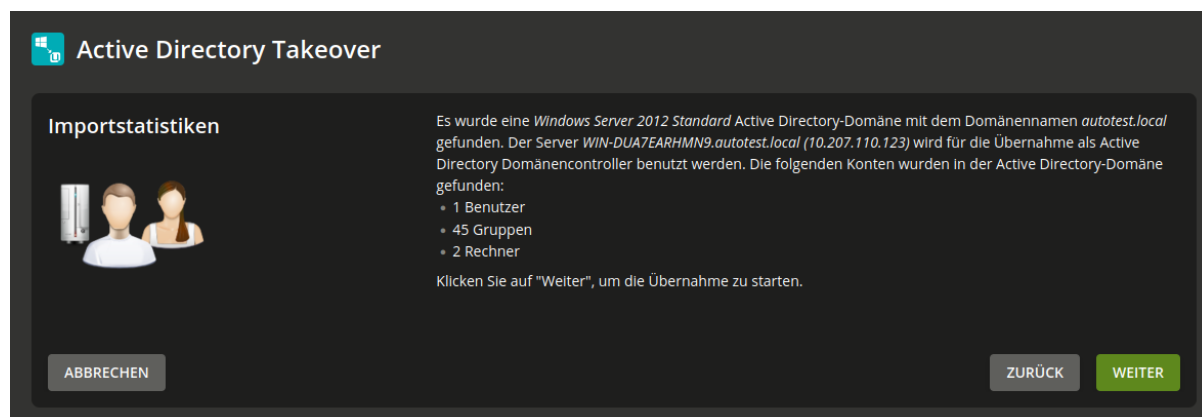 Active Directory Takeover
Importstatistiken
Es wurde eine Windows Server 2012 Standard Active Directory-Domäne mit dem Domänennamen autotest.local
gefunden. Der Server WIN-DUA7EARHMN9.autotest.local (10.207.110.123) wird für die Übernahme als Active
Directory Domänencontroller benutzt werden. Die folgenden Konten wurden in der Active Directory-Domäne
gefunden:
• 1 Benutzer
• 45 Gruppen
• 2 Rechner
Klicken Sie auf "Weiter", um die Übernahme zu starten.
ABBRECHEN
ZURÜCK
WEITER